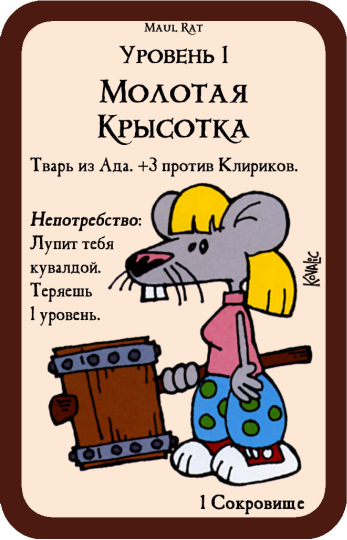 Maul Rat
Уровень 1
Молотая
Крысотка
Тварь из Ада. +3 против Клириков.
Непотребство:
Лупит тебя
кувалдой.
Теряешь
1 уровень.
Kovalic
1 Сокровище